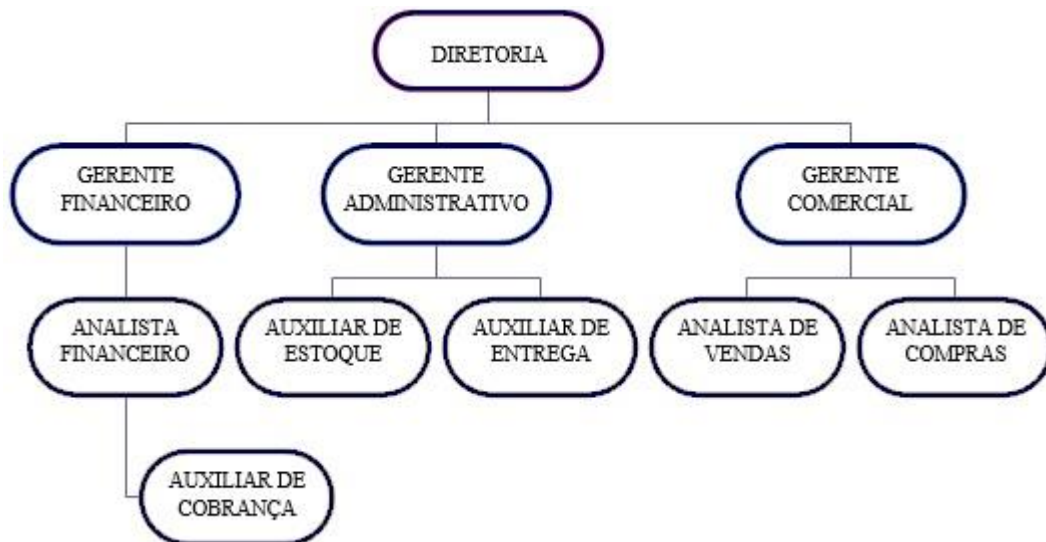 DIRETORIA
GERENTE
FINANCEIRO
GERENTE
ADMINISTRATIVO
GERENTE
COMERCIAL
ANALISTA
FINANCEIRO
AUXILIAR DE
ESTOQUE
AUXILIAR DE
ENTREGA
ANALISTA DE
VENDAS
ANALISTA DE
COMPRAS
AUXILIAR DE
COBRANÇA